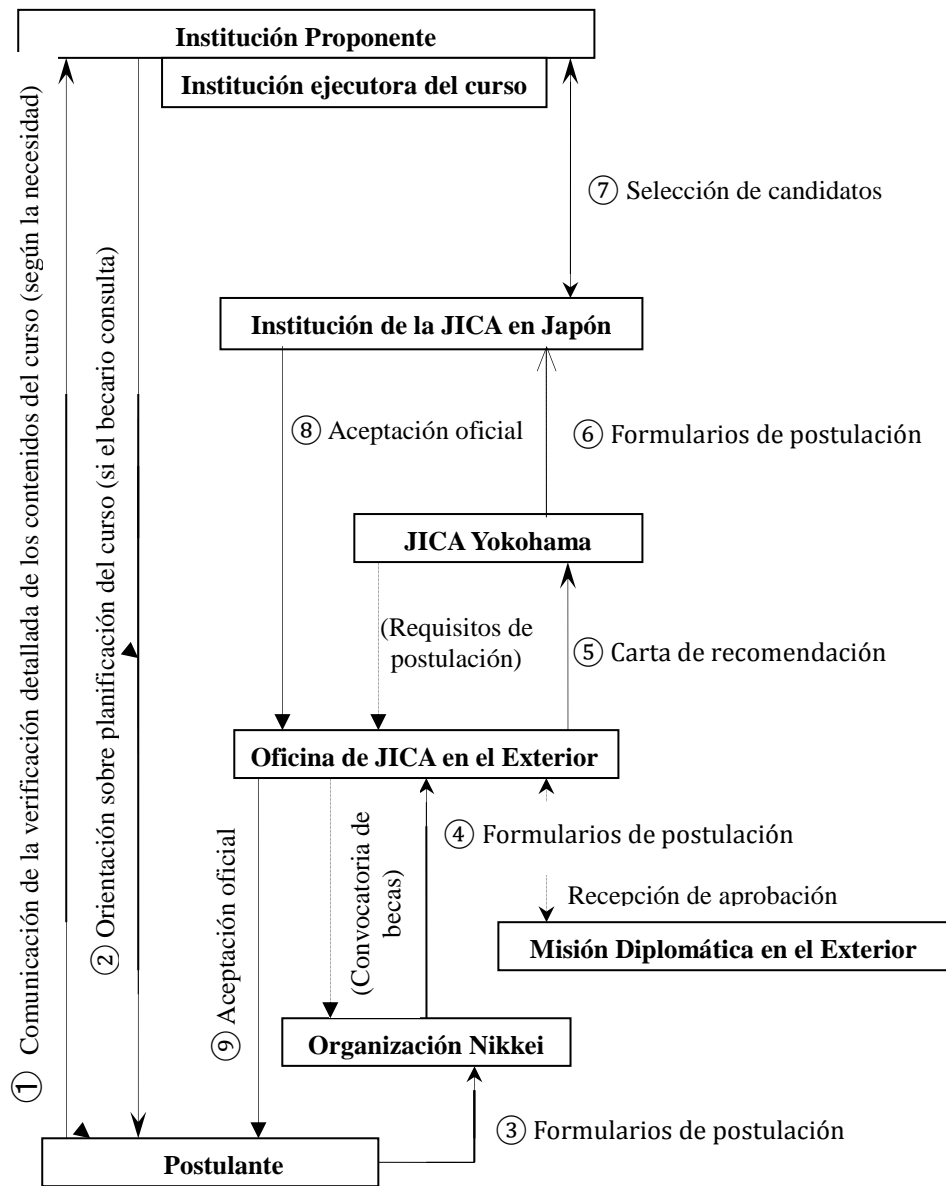 Institución Proponente
Institución ejecutora del curso
① Comunicación de la verificación detallada de los contenidos del curso (según la necesidad)
② Orientación sobre planificación del curso (si el becario consulta)
⑦ Selección de candidatos
Institución de la JICA en Japón
⑧ Aceptación oficial
⑥ Formularios de postulación
JICA Yokohama
(Requisitos de
postulación)
⑤ Carta de recomendación
Oficina de JICA en el Exterior
⑨ Aceptación oficial
(Convocatoria de
becas)
④ Formularios de postulación
Recepción de aprobación
Misión Diplomática en el Exterior
Organización Nikkei
③ Formularios de postulación
Postulante